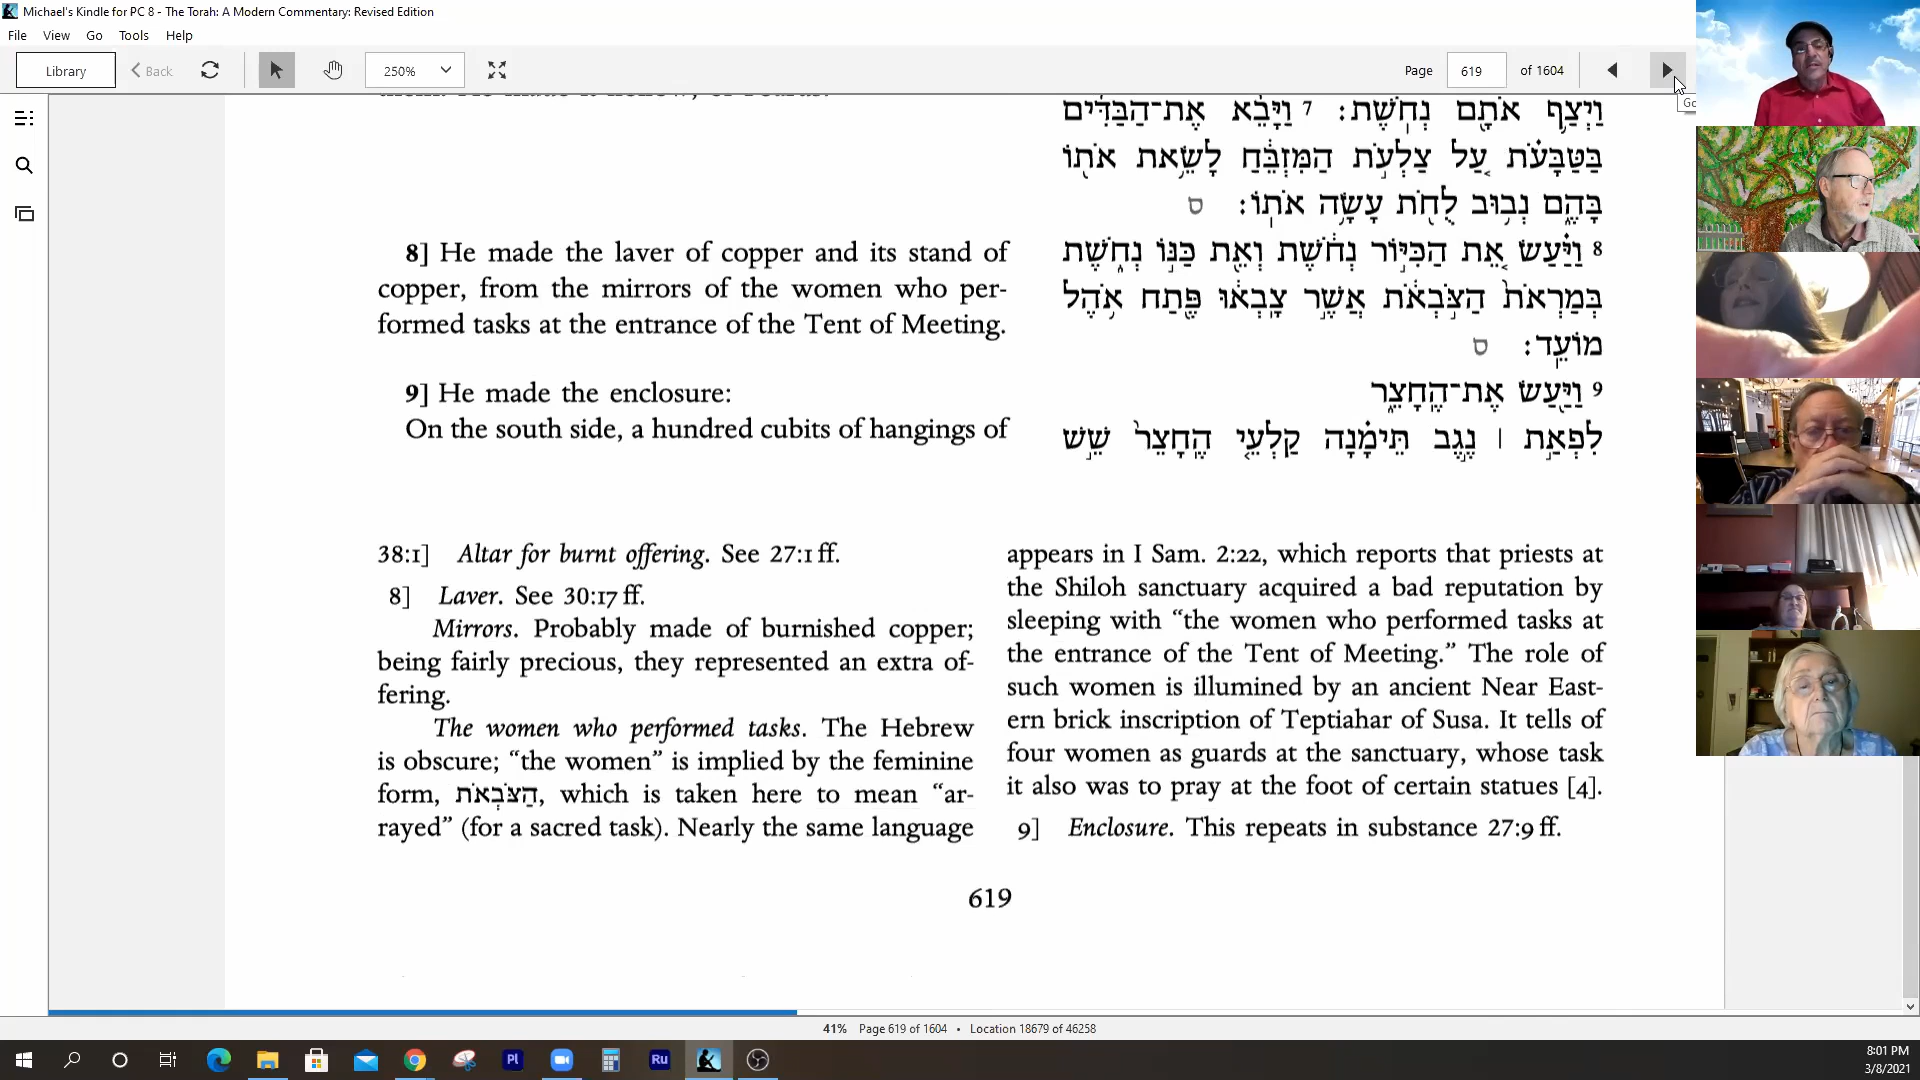 Michael's Kindle for PC 8 - The Torah: A Modern Commentary: Revised Edition
File View Go Tools Help
Library Back 250% Page 619 of 1604
8] He made the laver of copper and its stand of
copper, from the mirrors of the women who per-
formed tasks at the entrance of the Tent of Meeting.
9] He made the enclosure:
On the south side, a hundred cubits of hangings of
וַיְצַ֥ף אֹתָ֖ם נְחֹֽשֶׁת׃ 7 וַיָּבֵ֨א אֶת־הַבַּדִּ֜ים
בַּטַּבָּעֹ֗ת עַ֚ל צַלְעֹ֣ת הַמִּזְבֵּ֔חַ לָשֵׂ֥את אֹת֖וֹ
בָּהֶ֑ם נְב֥וּב לֻחֹ֖ת עָשָׂ֥ה אֹתֽוֹ׃ ס
8 וַיַּ֗עַשׂ אֵ֚ת הַכִּיּ֣וֹר נְחֹ֔שֶׁת וְאֵ֖ת כַּנּ֣וֹ נְחֹ֑שֶׁת
בְּמַרְאֹת֙ הַצֹּ֣בְאֹ֔ת אֲשֶׁ֣ר צָֽבְא֔וּ פֶּ֖תַח אֹ֥הֶל
מוֹעֵֽד׃ ס
9 וַיַּ֖עַשׂ אֶת־הֶחָצֵ֑ר
לִפְאַ֣ת ׀ נֶ֣גֶב תֵּימָ֗נָה קַלְעֵ֤י הֶֽחָצֵר֙ שֵׁ֣שׁ
38:1] Altar for burnt offering. See 27:1 ff.
8] Laver. See 30:17 ff.
Mirrors. Probably made of burnished copper;
being fairly precious, they represented an extra of-
fering.
The women who performed tasks. The Hebrew
is obscure; “the women” is implied by the feminine
form, הַצֹּבְאֹת, which is taken here to mean “ar-
rayed” (for a sacred task). Nearly the same language
appears in I Sam. 2:22, which reports that priests at
the Shiloh sanctuary acquired a bad reputation by
sleeping with “the women who performed tasks at
the entrance of the Tent of Meeting.” The role of
such women is illumined by an ancient Near East-
ern brick inscription of Teptiahar of Susa. It tells of
four women as guards at the sanctuary, whose task
it also was to pray at the foot of certain statues [4].
9] Enclosure. This repeats in substance 27:9 ff.
619
41% Page 619 of 1604 • Location 18679 of 46258
Pl Ru
8:01 PM
3/8/2021